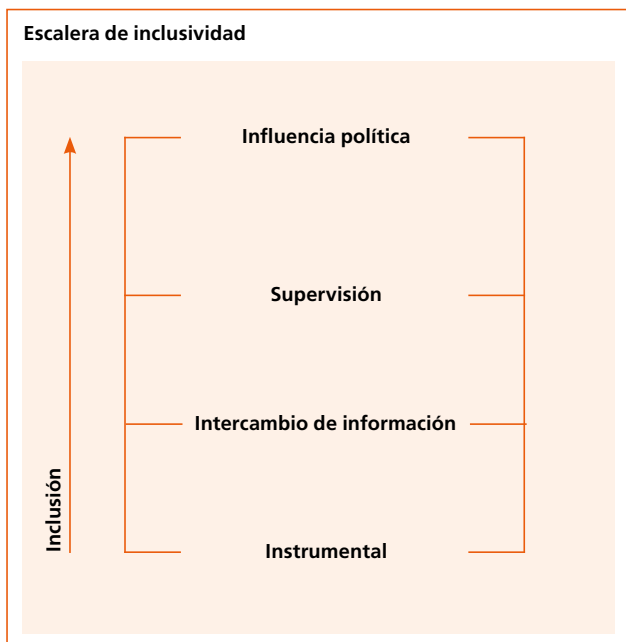 Escalera de inclusividad
Influencia política
Supervisión
Intercambio de información
Instrumental
Inclusión